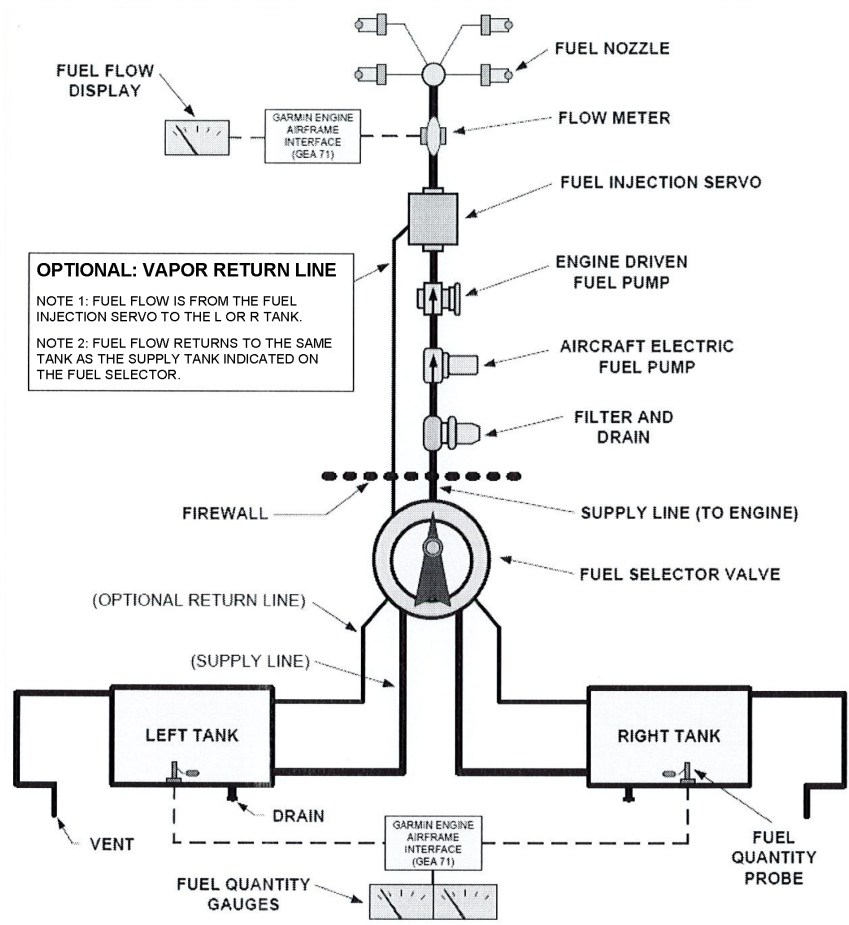 FUEL NOZZLE
FUEL FLOW
DISPLAY
GARMIN ENGINE
AIRFRAME
INTERFACE
(GEA 71)
FLOW METER
FUEL INJECTION SERVO
OPTIONAL: VAPOR RETURN LINE
NOTE 1: FUEL FLOW IS FROM THE FUEL
INJECTION SERVO TO THE L OR R TANK.
NOTE 2: FUEL FLOW RETURNS TO THE SAME
TANK AS THE SUPPLY TANK INDICATED ON
THE FUEL SELECTOR.
ENGINE DRIVEN
FUEL PUMP
AIRCRAFT ELECTRIC
FUEL PUMP
FILTER AND
DRAIN
FIREWALL
SUPPLY LINE (TO ENGINE)
FUEL SELECTOR VALVE
(OPTIONAL RETURN LINE)
(SUPPLY LINE)
LEFT TANK
RIGHT TANK
DRAIN
VENT
GARMIN ENGINE
AIRFRAME
INTERFACE
(GEA 71)
FUEL
QUANTITY
PROBE
FUEL QUANTITY
GAUGES